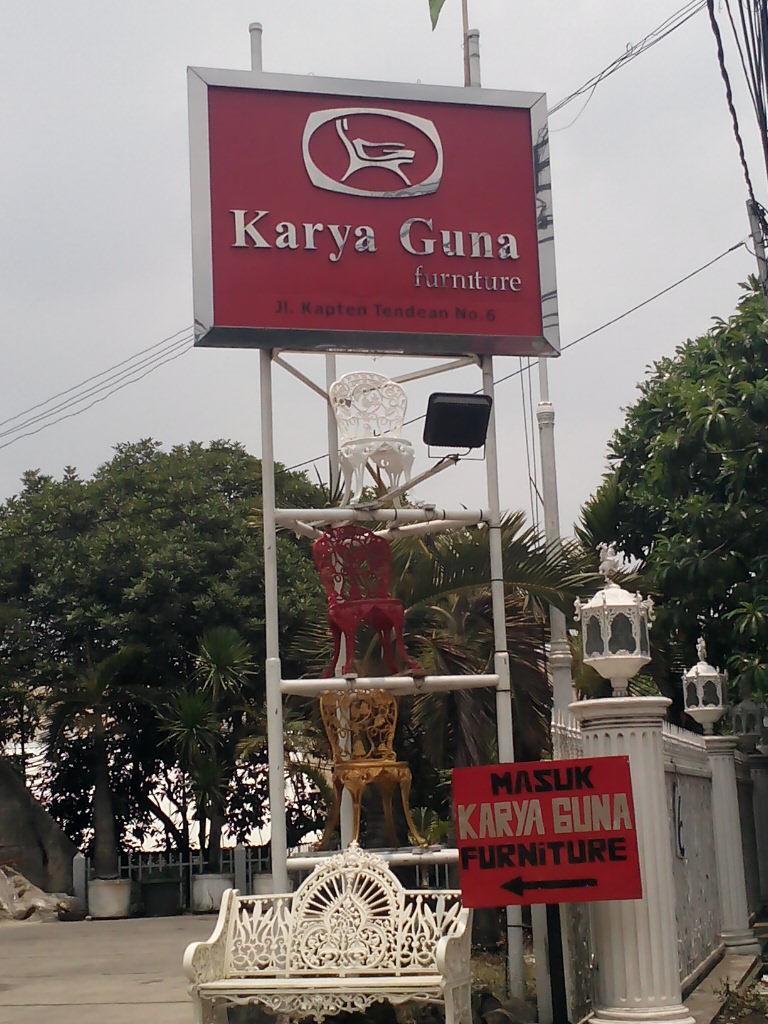 Karya Guna
furniture
Jl. Kapten Tendean No.6
MASUK
KARYA GUNA
FURNiTURE